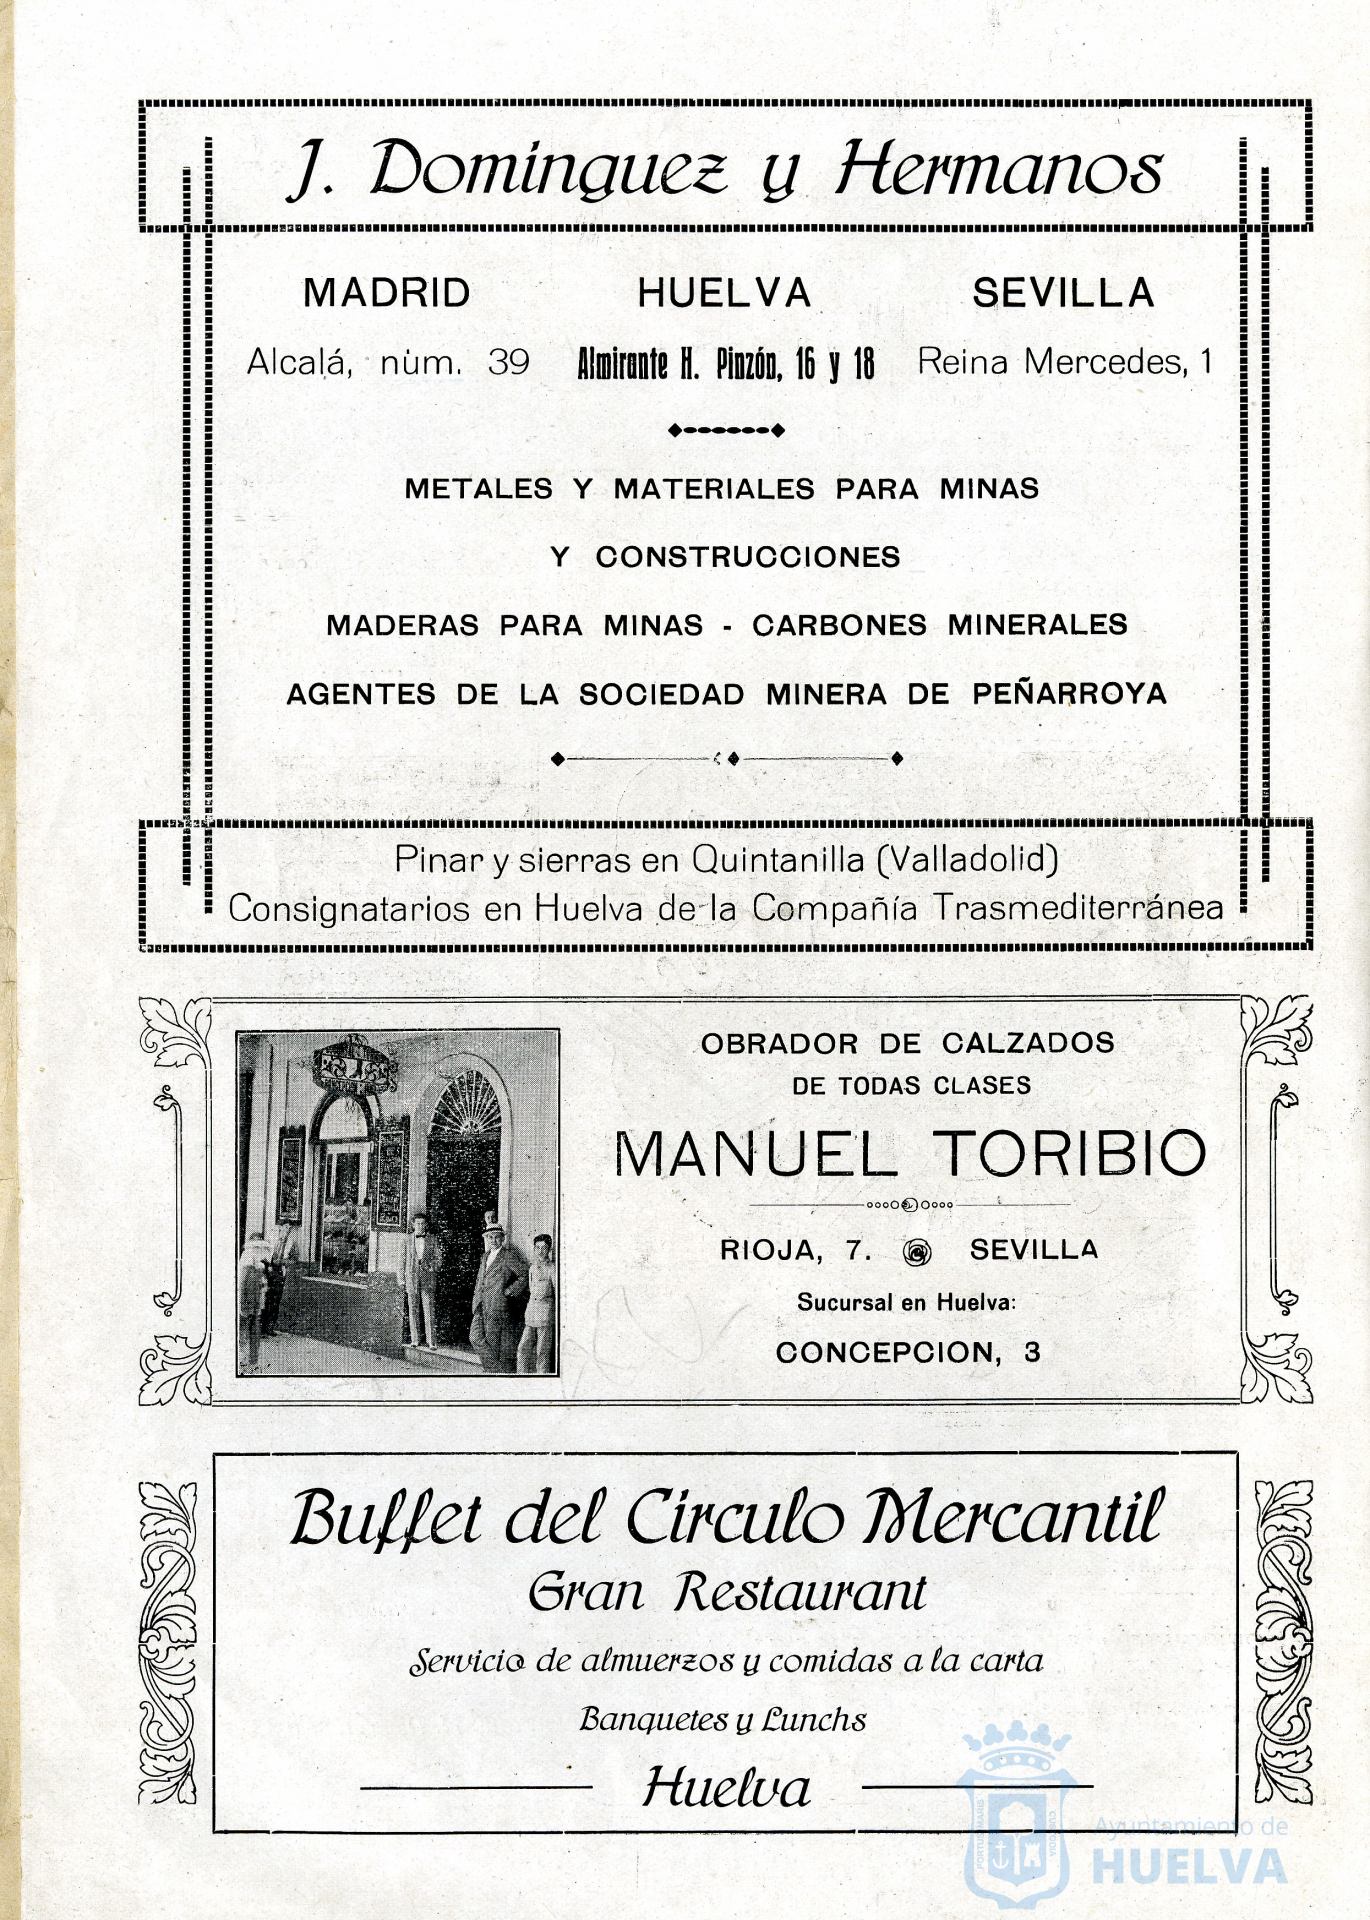 J. Dominguez y Hermanos
MADRID HUELVA SEVILLA
Alcalá, núm. 39 Almirante H. Pinzón, 16 y 18 Reina Mercedes, 1
METALES Y MATERIALES PARA MINAS
Y CONSTRUCCIONES
MADERAS PARA MINAS - CARBONES MINERALES
AGENTES DE LA SOCIEDAD MINERA DE PEÑARROYA
Pinar y sierras en Quintanilla (Valladolid)
Consignatarios en Huelva de la Compañía Trasmediterránea
OBRADOR DE CALZADOS
DE TODAS CLASES
MANUEL TORIBIO
RIOJA, 7. SEVILLA
Sucursal en Huelva:
CONCEPCION, 3
Buffet del Circulo Mercantil
Gran Restaurant
Servicio de almuerzos y comidas a la carta
Banquetes y Lunchs
Huelva
PORTUS MARIS
CUSTODIA
Ayuntamiento de
HUELVA